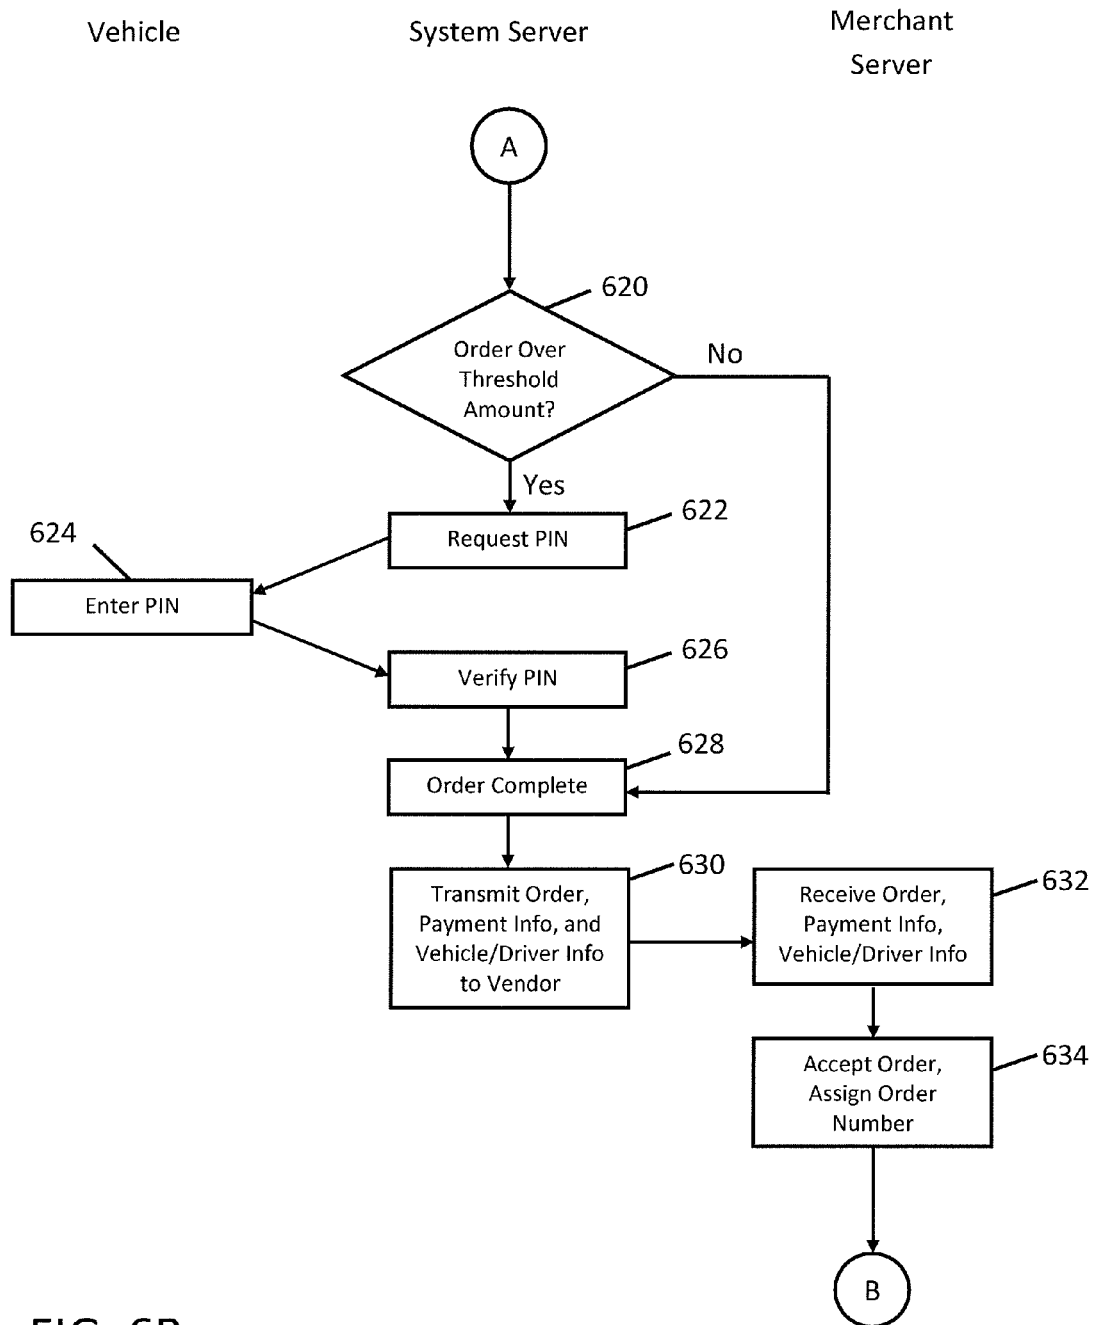 Vehicle
System Server
Merchant
Server
A
620
Order Over
Threshold
Amount?
No
Yes
622
Request PIN
624
Enter PIN
626
Verify PIN
628
Order Complete
630
Transmit Order,
Payment Info, and
Vehicle/Driver Info
to Vendor
632
Receive Order,
Payment Info,
Vehicle/Driver Info
634
Accept Order,
Assign Order
Number
B
FIG. 6B